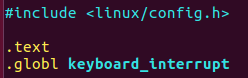 #include <linux/config.h>
.text
.globl keyboard_interrupt